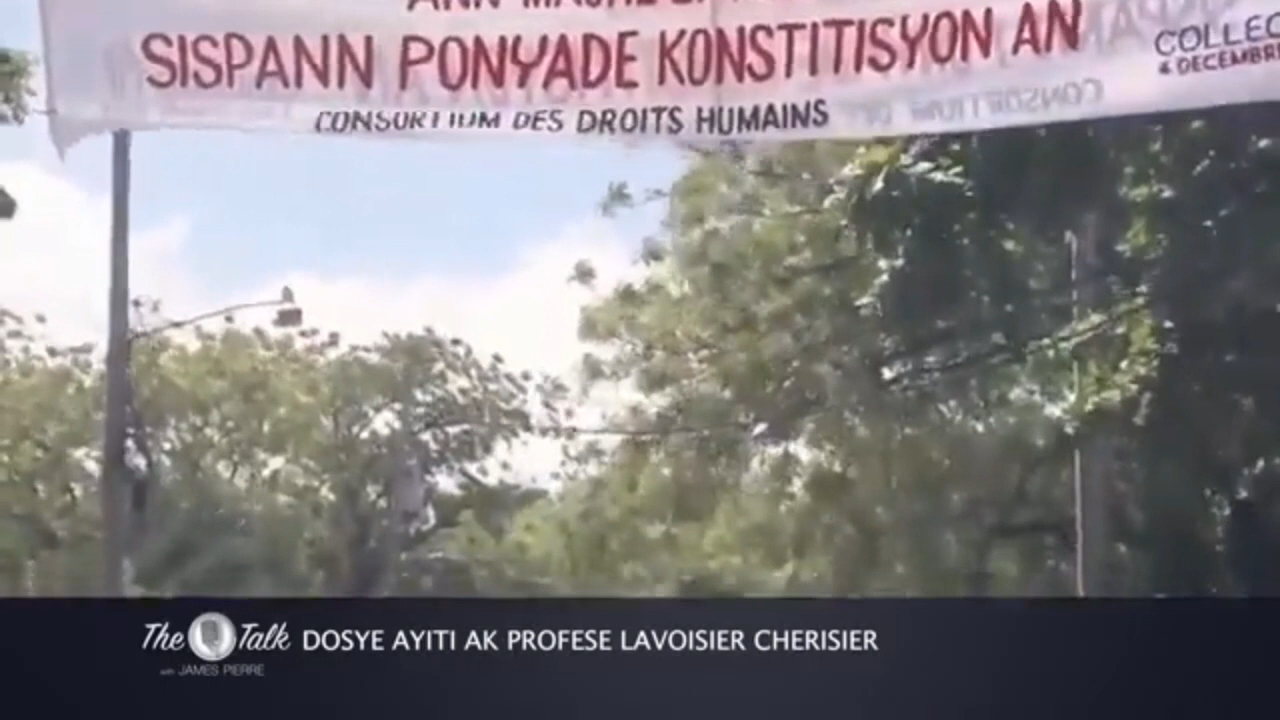 SISPANN PONYADE KONSTITISYON AN
COLLEC
4 DECEMBRE
CONSORTIUM DES DROITS HUMAINS
The Talk
with JAMES PIERRE
DOSYE AYITI AK PROFESE LAVOISIER CHERISIER